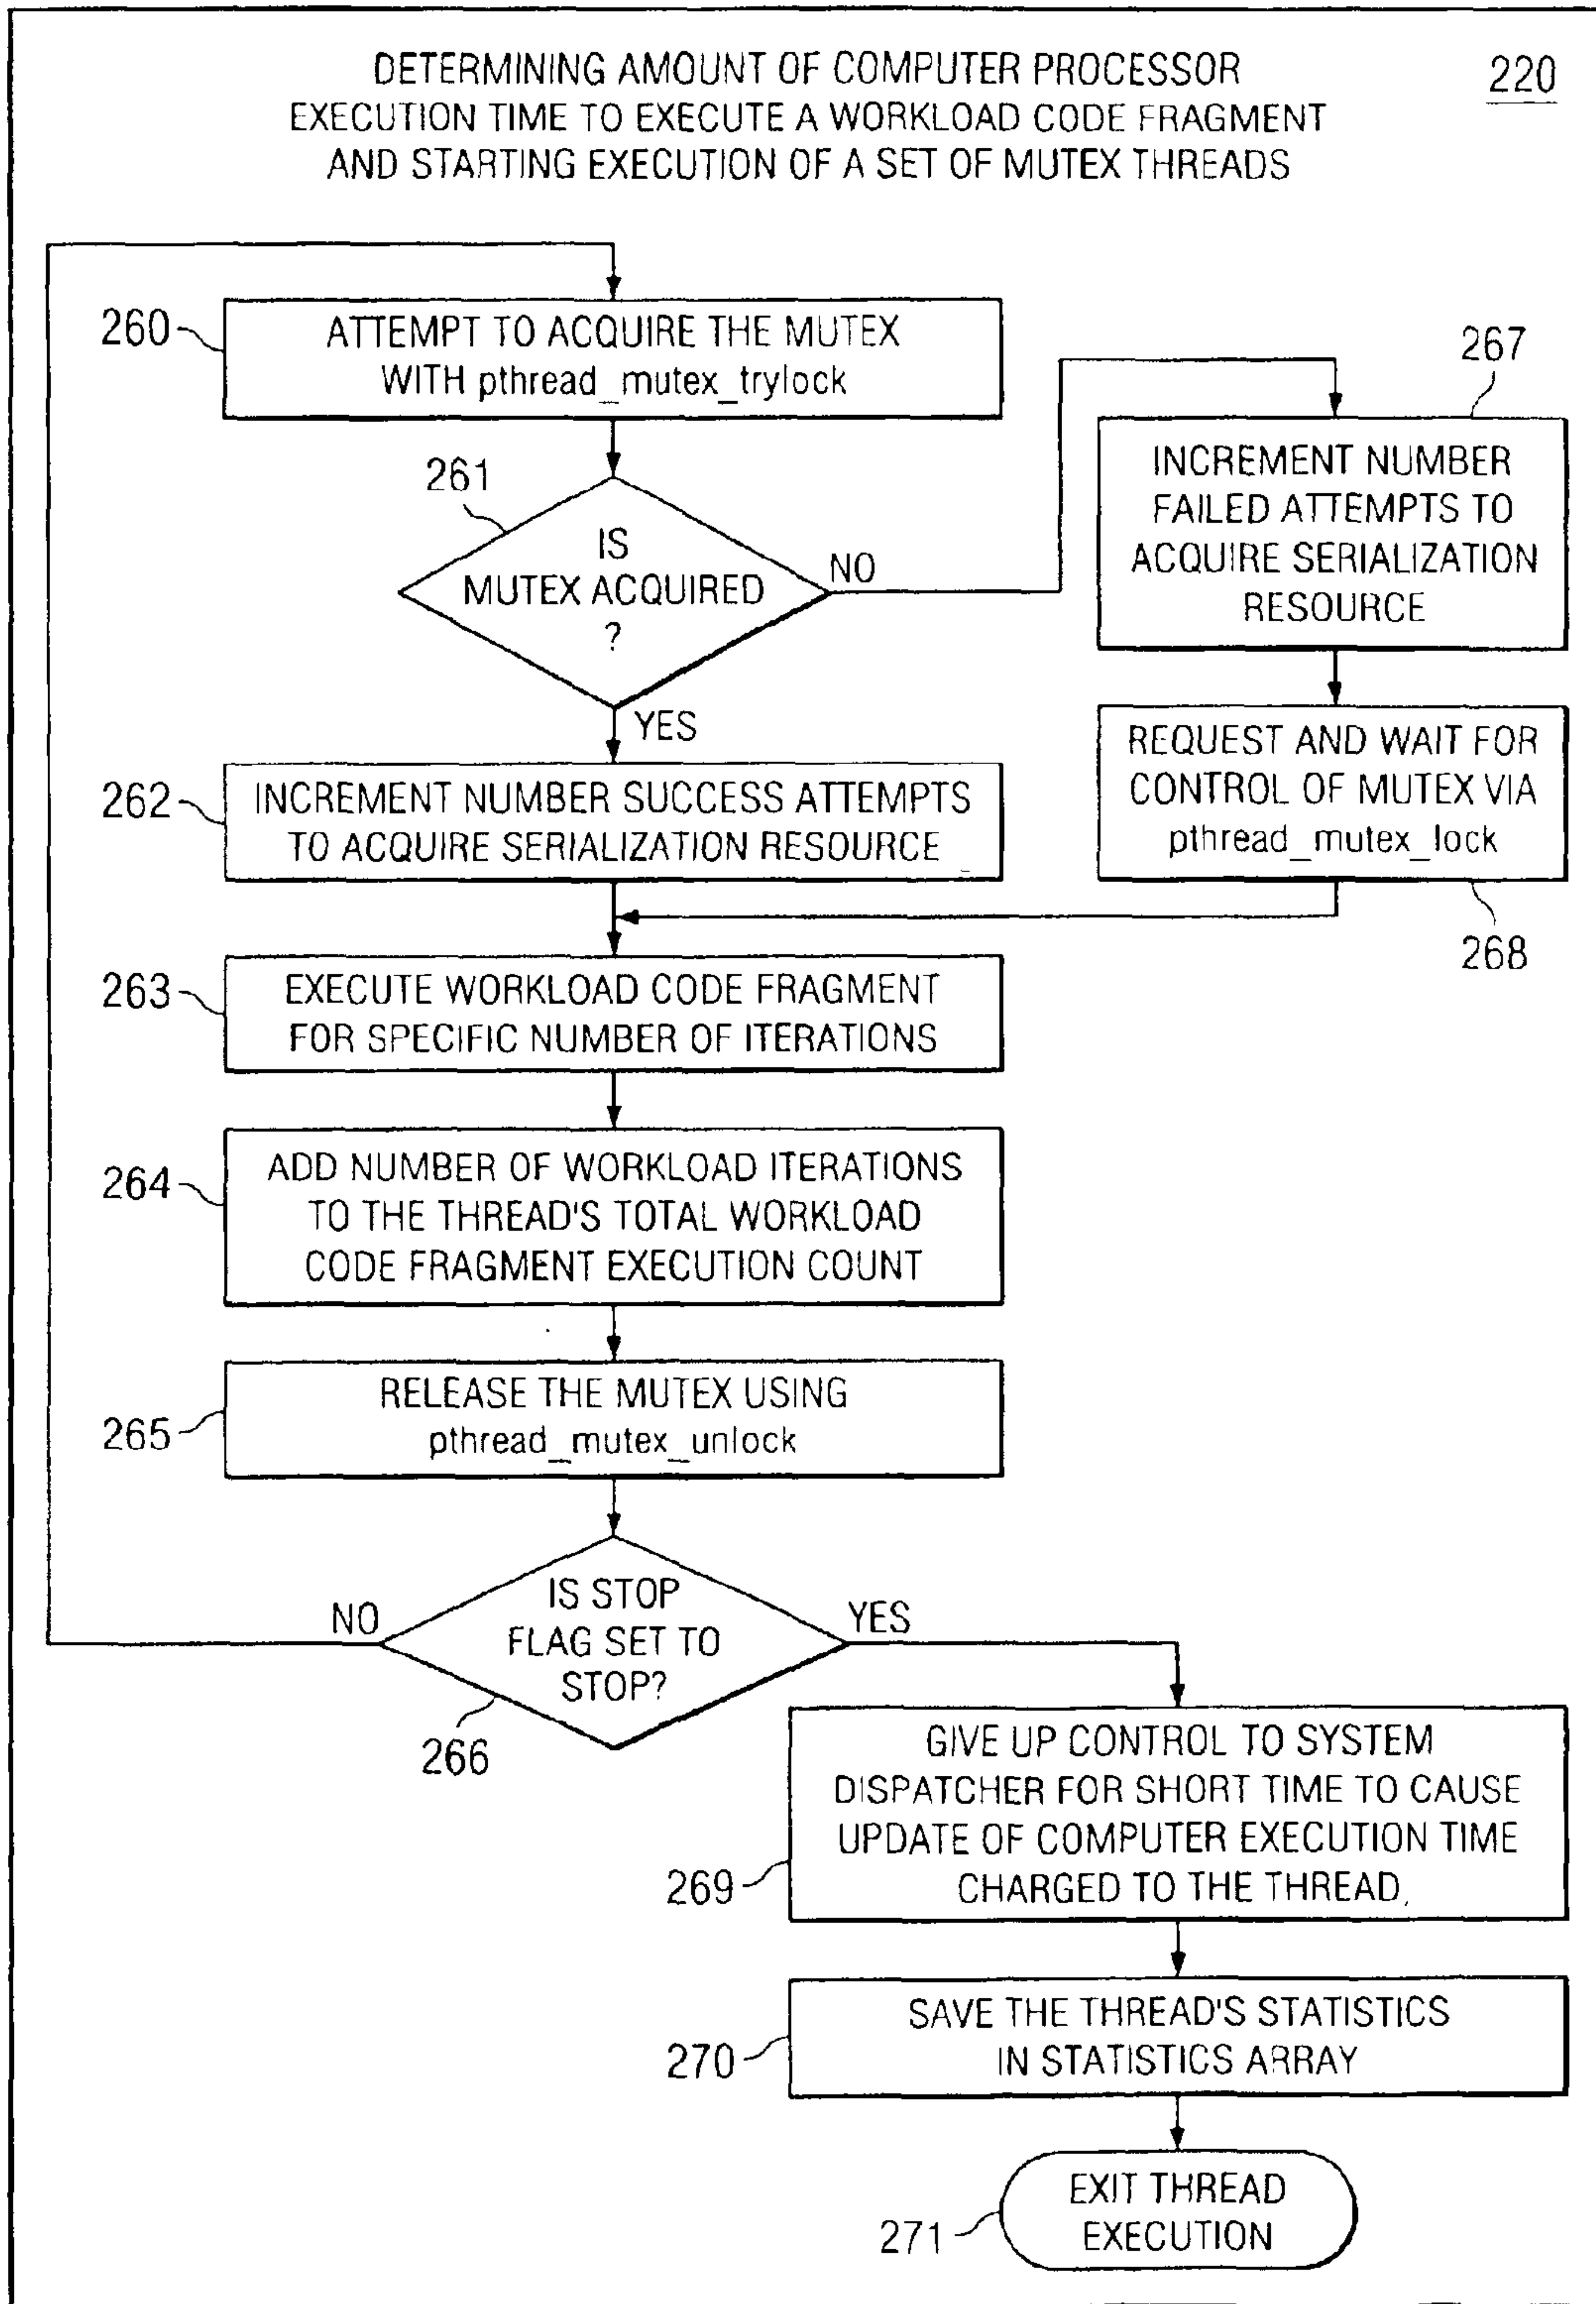 DETERMINING AMOUNT OF COMPUTER PROCESSOR
EXECUTION TIME TO EXECUTE A WORKLOAD CODE FRAGMENT
AND STARTING EXECUTION OF A SET OF MUTEX THREADS
220
260
ATTEMPT TO ACQUIRE THE MUTEX
WITH pthread_mutex_trylock
261
IS
MUTEX ACQUIRED
?
NO
YES
267
INCREMENT NUMBER
FAILED ATTEMPTS TO
ACQUIRE SERIALIZATION
RESOURCE
REQUEST AND WAIT FOR
CONTROL OF MUTEX VIA
pthread_mutex_lock
268
262
INCREMENT NUMBER SUCCESS ATTEMPTS
TO ACQUIRE SERIALIZATION RESOURCE
263
EXECUTE WORKLOAD CODE FRAGMENT
FOR SPECIFIC NUMBER OF ITERATIONS
264
ADD NUMBER OF WORKLOAD ITERATIONS
TO THE THREAD'S TOTAL WORKLOAD
CODE FRAGMENT EXECUTION COUNT
265
RELEASE THE MUTEX USING
pthread_mutex_unlock
NO
IS STOP
FLAG SET TO
STOP?
YES
266
269
GIVE UP CONTROL TO SYSTEM
DISPATCHER FOR SHORT TIME TO CAUSE
UPDATE OF COMPUTER EXECUTION TIME
CHARGED TO THE THREAD.
270
SAVE THE THREAD'S STATISTICS
IN STATISTICS ARRAY
271
EXIT THREAD
EXECUTION